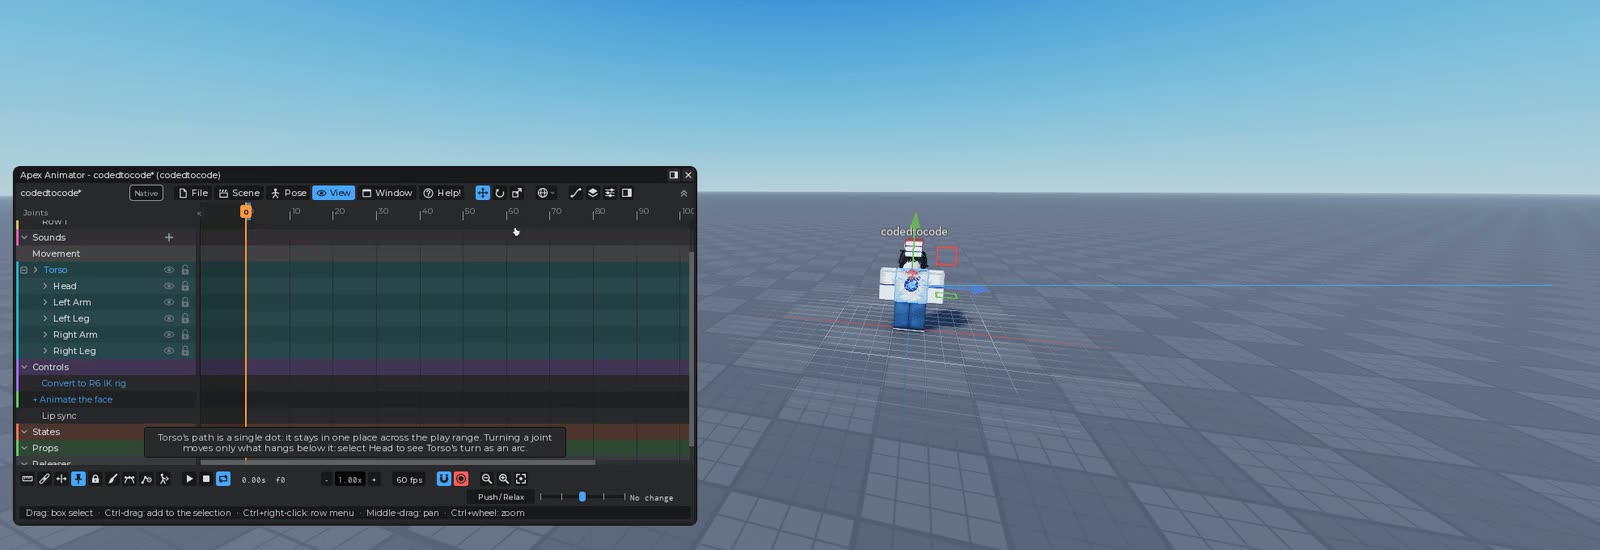 Apex Animator - codedtocode* (codedtocode)
codedtocode* Native File Scene Pose View Window Help!
Joints < 0 10 20 30 40 50 60 70 80 90 100
Row 1
Sounds +
Movement
Torso
Head
Left Arm
Left Leg
Right Arm
Right Leg
Controls
Convert to R6 IK rig
+ Animate the face
Lip sync
States
Props
Releases
Torso's path is a single dot: it stays in one place across the play range. Turning a joint
moves only what hangs below it: select Head to see Torso's turn as an arc.
0.00s f0 - 1.00x + 60 fps
Push/Relax No change
Drag: box select · Ctrl-drag: add to the selection · Ctrl+right-click: row menu · Middle-drag: pan · Ctrl+wheel: zoom
codedtocode